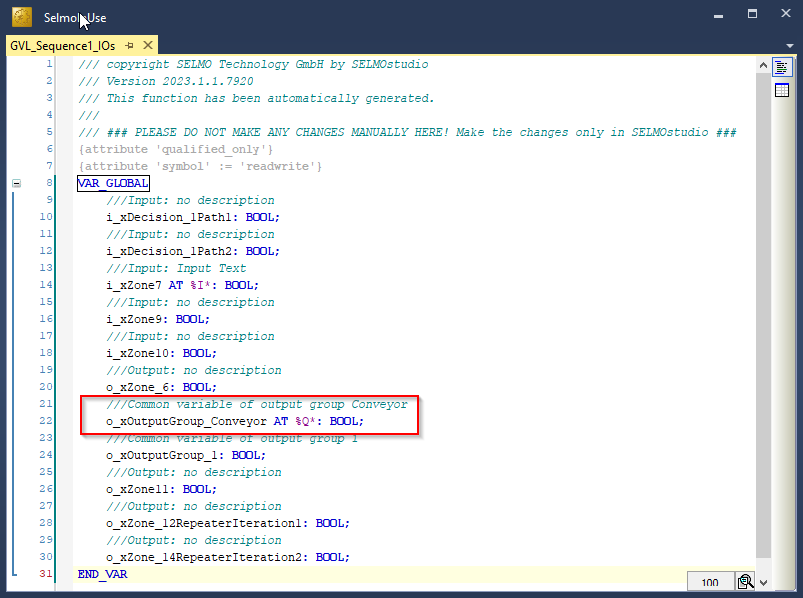 Selmo Use
GVL_Sequence1_IOs
1 /// copyright SELMO Technology GmbH by SELMOstudio
2 /// Version 2023.1.1.7920
3 /// This function has been automatically generated.
4 ///
5 /// ### PLEASE DO NOT MAKE ANY CHANGES MANUALLY HERE! Make the changes only in SELMOstudio ###
6 {attribute 'qualified_only'}
7 {attribute 'symbol' := 'readwrite'}
8 VAR_GLOBAL
9 ///Input: no description
10 i_xDecision_1Path1: BOOL;
11 ///Input: no description
12 i_xDecision_1Path2: BOOL;
13 ///Input: Input Text
14 i_xZone7 AT %I*: BOOL;
15 ///Input: no description
16 i_xZone9: BOOL;
17 ///Input: no description
18 i_xZone10: BOOL;
19 ///Output: no description
20 o_xZone_6: BOOL;
21 ///Common variable of output group Conveyor
22 o_xOutputGroup_Conveyor AT %Q*: BOOL;
23 ///Common variable of output group 1
24 o_xOutputGroup_1: BOOL;
25 ///Output: no description
26 o_xZone11: BOOL;
27 ///Output: no description
28 o_xZone_12RepeaterIteration1: BOOL;
29 ///Output: no description
30 o_xZone_14RepeaterIteration2: BOOL;
31 END_VAR
100